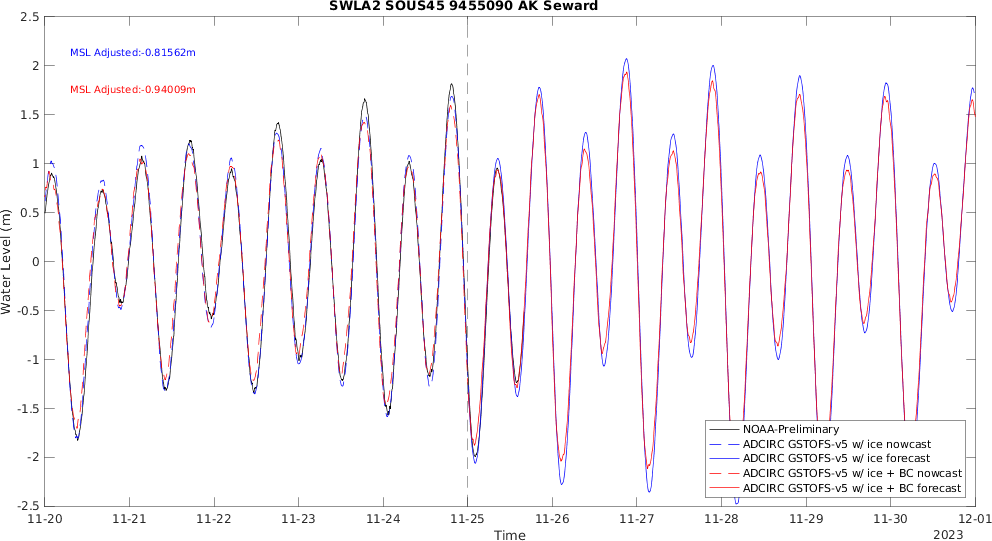 SWLA2 SOUS45 9455090 AK Seward
MSL Adjusted:-0.81562m
MSL Adjusted:-0.94009m
Water Level (m)
2.5
2
1.5
1
0.5
0
-0.5
-1
-1.5
-2
-2.5
NOAA-Preliminary
ADCIRC GSTOFS-v5 w/ ice nowcast
ADCIRC GSTOFS-v5 w/ ice forecast
ADCIRC GSTOFS-v5 w/ ice + BC nowcast
ADCIRC GSTOFS-v5 w/ ice + BC forecast
11-20 11-21 11-22 11-23 11-24 11-25 11-26 11-27 11-28 11-29 11-30 12-01
Time
2023